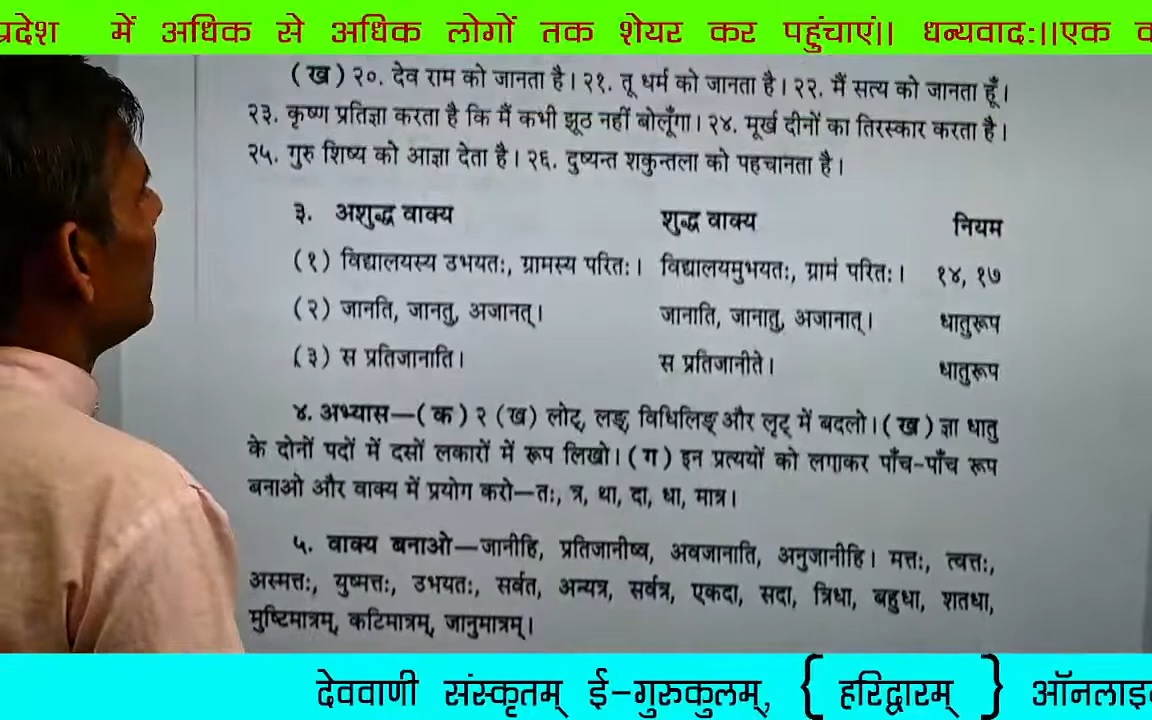 प्रदेश में अधिक से अधिक लोगों तक शेयर कर पहुंचाएं|| धन्यवादः||एक
(ख) २०. देव राम को जानता है। २१. तू धर्म को जानता है। २२. मैं सत्य को जानता हूँ।
२३. कृष्ण प्रतिज्ञा करता है कि मैं कभी झूठ नहीं बोलूँगा। २४. मूर्ख दीनों का तिरस्कार करता है।
२५. गुरु शिष्य को आज्ञा देता है। २६. दुष्यन्त शकुन्तला को पहचानता है।
३. अशुद्ध वाक्य शुद्ध वाक्य नियम
(१) विद्यालयस्य उभयतः, ग्रामस्य परितः। विद्यालयमुभयतः, ग्रामं परितः। १४, १७
(२) जानति, जानतु, अजानत्। जानाति, जानातु, अजानात्। धातुरूप
(३) स प्रतिजानाति। स प्रतिजानीते। धातुरूप
४. अभ्यास—(क) २ (ख) लोट्, लङ्, विधिलिङ् और लृट् में बदलो। (ख) ज्ञा धातु
के दोनों पदों में दसों लकारों में रूप लिखो। (ग) इन प्रत्ययों को लगाकर पाँच-पाँच रूप
बनाओ और वाक्य में प्रयोग करो—तः, त्र, था, दा, धा, मात्र।
५. वाक्य बनाओ—जानीहि, प्रतिजानीष्व, अवजानाति, अनुजानीहि। मत्तः, त्वत्तः,
अस्मत्तः, युष्मत्तः, उभयतः, सर्वत, अन्यत्र, सर्वत्र, एकदा, सदा, त्रिधा, बहुधा, शतधा,
मुष्टिमात्रम्, कटिमात्रम्, जानुमात्रम्।
देववाणी संस्कृतम् ई-गुरुकुलम्, { हरिद्वारम् } ऑनलाइ